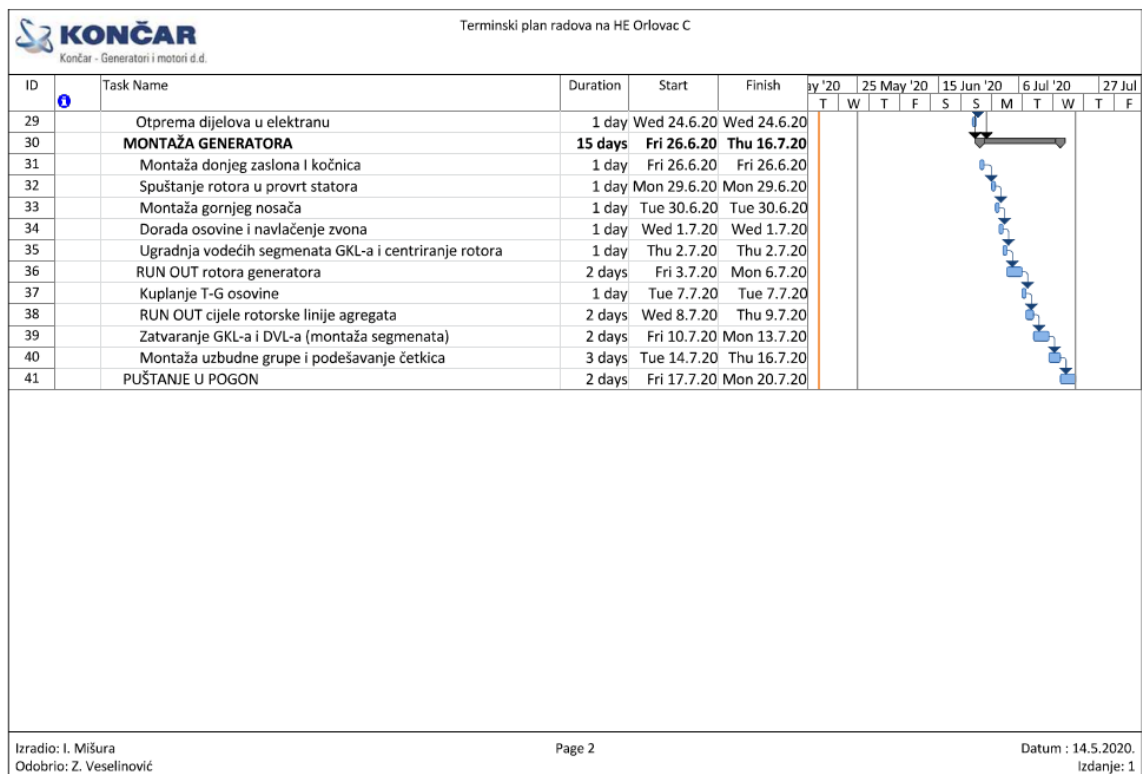 Terminski plan radova na HE Orlovac C
KONČAR
Končar - Generatori i motori d.d.
ID Task Name Duration Start Finish ay '20 25 May '20 15 Jun '20 6 Jul '20 27 Jul
T W T F S S M T W T F
29 Otprema dijelova u elektranu 1 day Wed 24.6.20 Wed 24.6.20
30 MONTAŽA GENERATORA 15 days Fri 26.6.20 Thu 16.7.20
31 Montaža donjeg zaslona I kočnica 1 day Fri 26.6.20 Fri 26.6.20
32 Spuštanje rotora u provrt statora 1 day Mon 29.6.20 Mon 29.6.20
33 Montaža gornjeg nosača 1 day Tue 30.6.20 Tue 30.6.20
34 Dorada osovine i navlačenje zvona 1 day Wed 1.7.20 Wed 1.7.20
35 Ugradnja vodećih segmenata GKL-a i centriranje rotora 1 day Thu 2.7.20 Thu 2.7.20
36 RUN OUT rotora generatora 2 days Fri 3.7.20 Mon 6.7.20
37 Kuplanje T-G osovine 1 day Tue 7.7.20 Tue 7.7.20
38 RUN OUT cijele rotorske linije agregata 2 days Wed 8.7.20 Thu 9.7.20
39 Zatvaranje GKL-a i DVL-a (montaža segmenata) 2 days Fri 10.7.20 Mon 13.7.20
40 Montaža uzbudne grupe i podešavanje četkica 3 days Tue 14.7.20 Thu 16.7.20
41 PUŠTANJE U POGON 2 days Fri 17.7.20 Mon 20.7.20
Izradio: I. Mišura Page 2 Datum : 14.5.2020.
Odobrio: Z. Veselinović Izdanje: 1